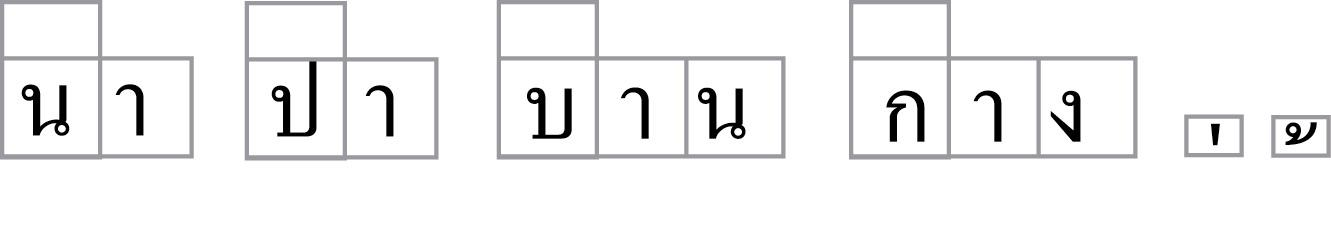 นา ปา บาน กาง ่ ้